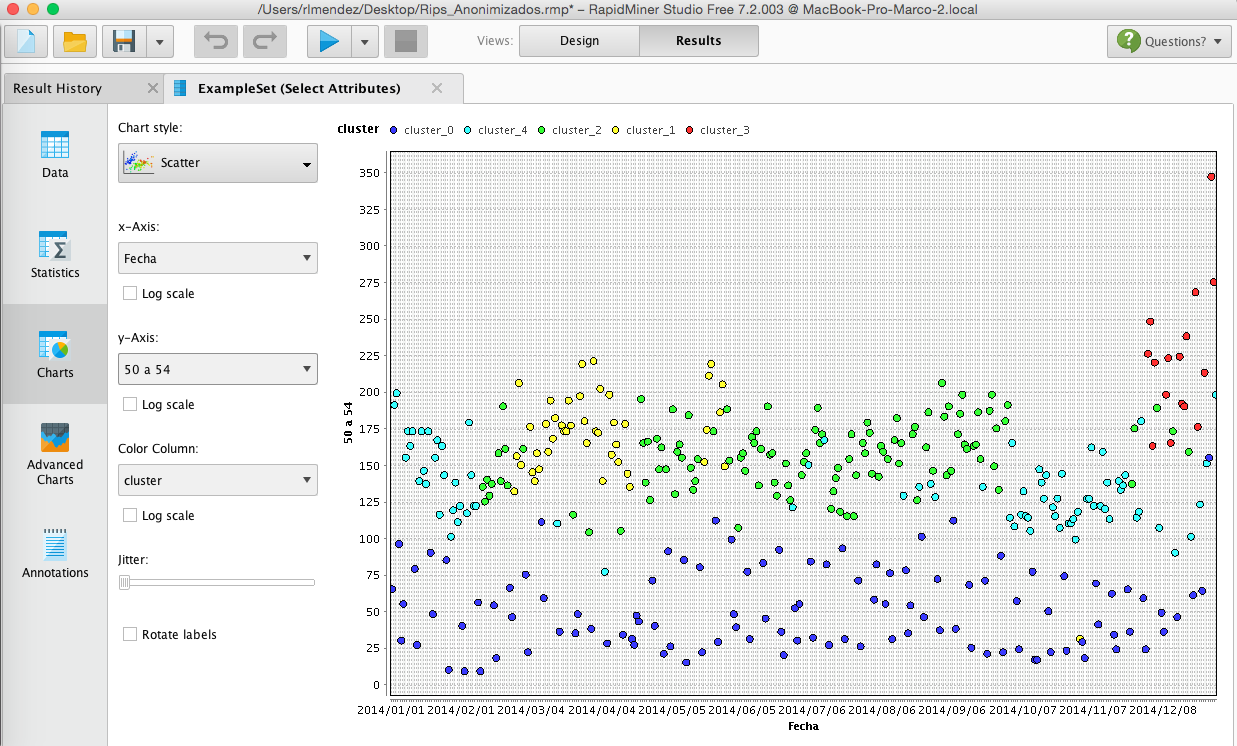 /Users/rlmendez/Desktop/Rips_Anonimizados.rmp* – RapidMiner Studio Free 7.2.003 @ MacBook-Pro-Marco-2.local
Views: Design Results ? Questions?
Result History ExampleSet (Select Attributes)
Data
Statistics
Charts
Advanced
Charts
Annotations
Chart style:
Scatter
x-Axis:
Fecha
Log scale
y-Axis:
50 a 54
Log scale
Color Column:
cluster
Log scale
Jitter:
Rotate labels
cluster cluster_0 cluster_4 cluster_2 cluster_1 cluster_3
350
325
300
275
250
225
200
175
150
125
100
75
50
25
0
50 a 54
2014/01/01 2014/02/01 2014/03/04 2014/04/04 2014/05/05 2014/06/05 2014/07/06 2014/08/06 2014/09/06 2014/10/07 2014/11/07 2014/12/08
Fecha